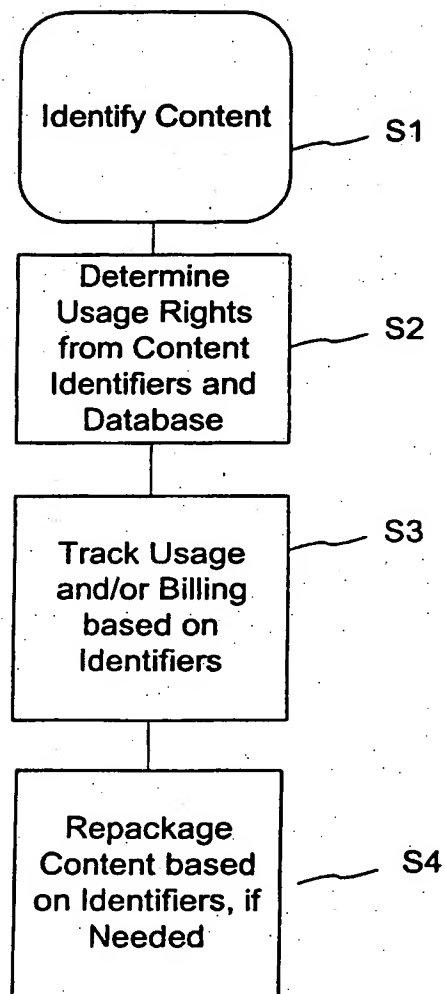 Identify Content
S1
Determine
Usage Rights
from Content
Identifiers and
Database
S2
Track Usage
and/or Billing
based on
Identifiers
S3
Repackage
Content based
on Identifiers, if
Needed
S4